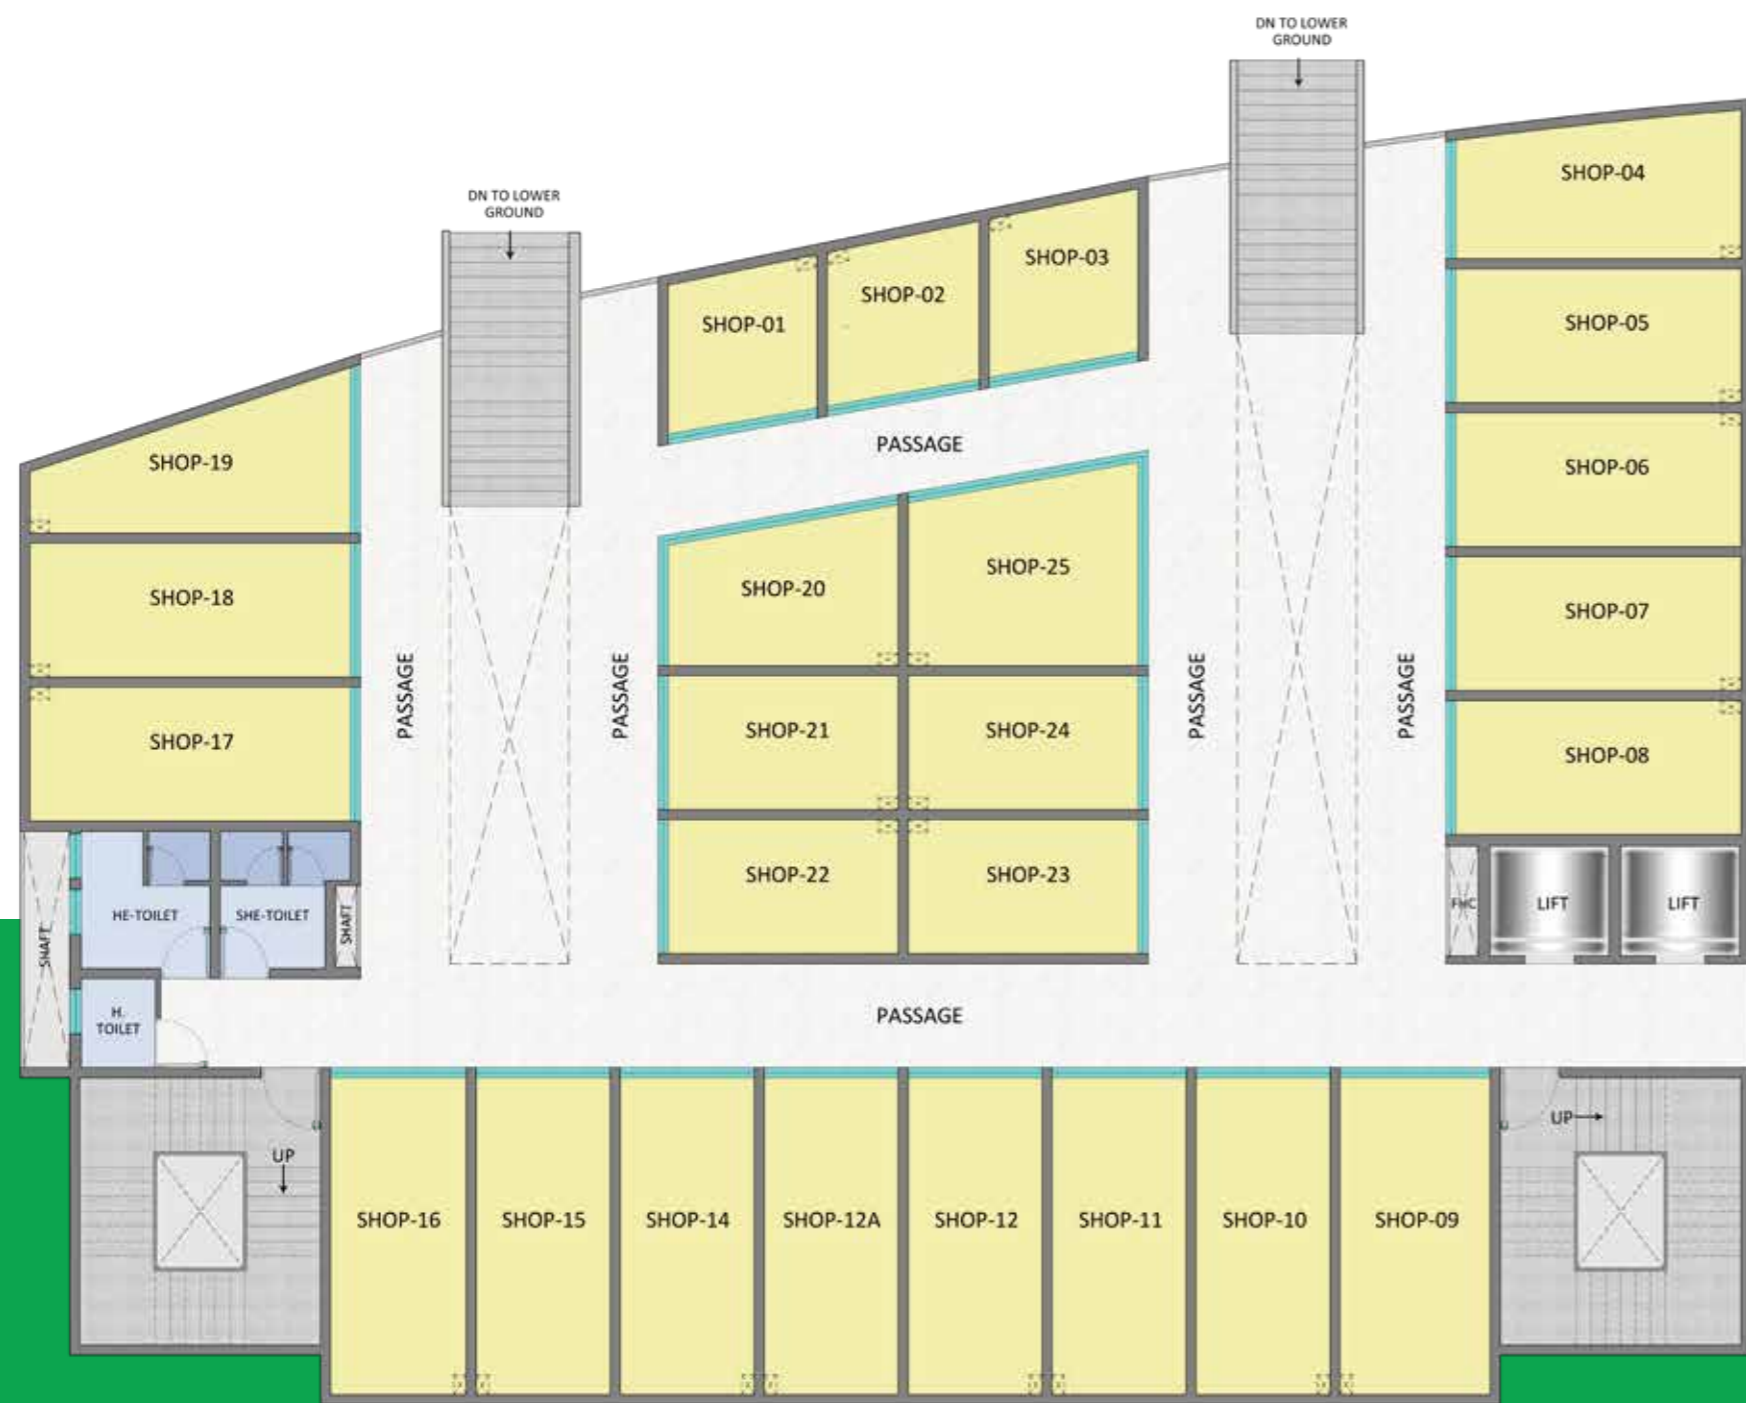 DN TO LOWER
GROUND
DN TO LOWER
GROUND
SHOP-04
SHOP-03
SHOP-02
SHOP-01
SHOP-05
PASSAGE
SHOP-19
SHOP-06
SHOP-25
SHOP-20
SHOP-18
SHOP-07
PASSAGE
PASSAGE
PASSAGE
PASSAGE
SHOP-21
SHOP-24
SHOP-17
SHOP-08
SHOP-22
SHOP-23
FHC
LIFT
LIFT
HE-TOILET
SHE-TOILET
SHAFT
SHAFT
H.
TOILET
PASSAGE
UP
UP
SHOP-16
SHOP-15
SHOP-14
SHOP-12A
SHOP-12
SHOP-11
SHOP-10
SHOP-09